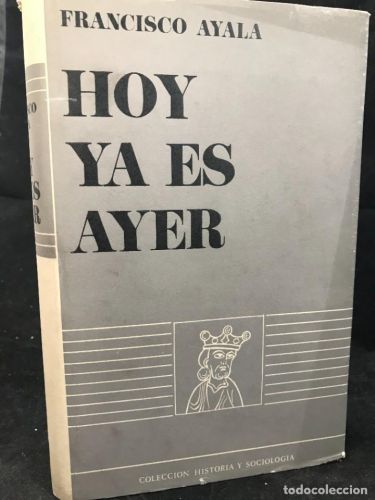 FRANCISCO AYALA
HOY
YA ES
AYER
COLECCION HISTORIA Y SOCIOLOGIA
todocoleccion